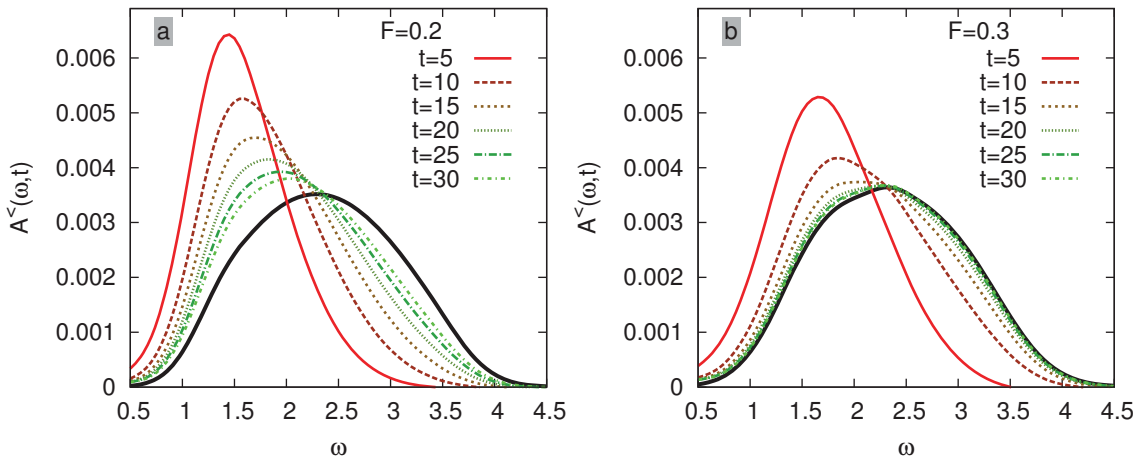 a
F=0.2
t=5
t=10
t=15
t=20
t=25
t=30
A<(ω,t)
0.006
0.005
0.004
0.003
0.002
0.001
0
0.5 1 1.5 2 2.5 3 3.5 4 4.5
ω
b
F=0.3
t=5
t=10
t=15
t=20
t=25
t=30
A<(ω,t)
0.006
0.005
0.004
0.003
0.002
0.001
0
0.5 1 1.5 2 2.5 3 3.5 4 4.5
ω